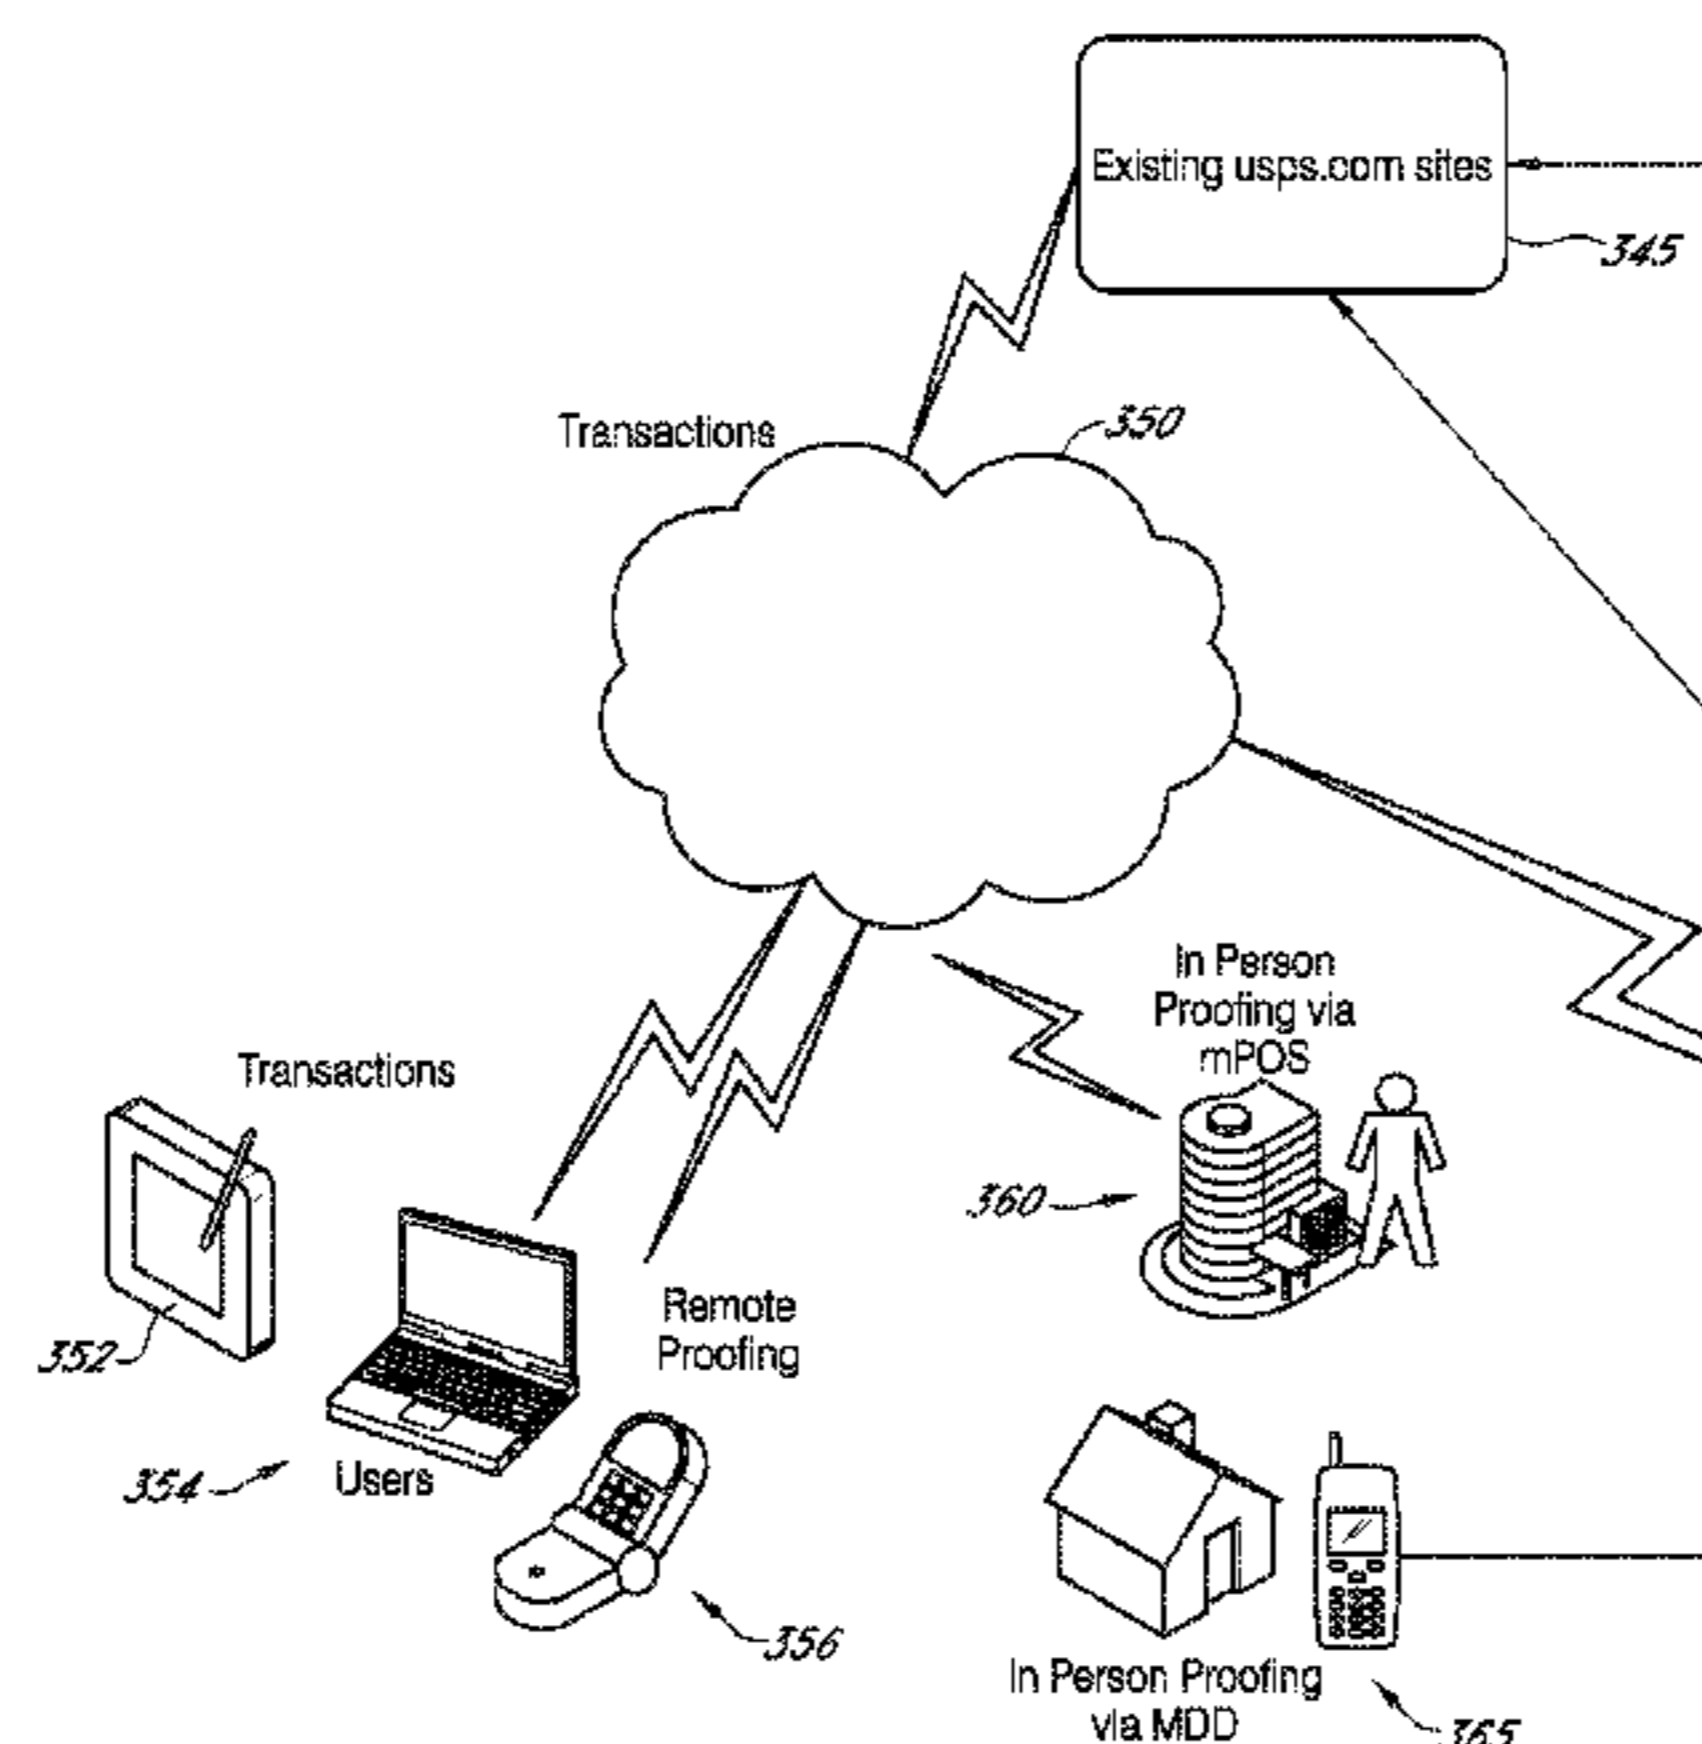 Existing usps.com sites
345
Transactions
350
In Person
Proofing via
mPOS
Transactions
360
Remote
Proofing
352
Users
354
356
In Person Proofing
via MDD
365